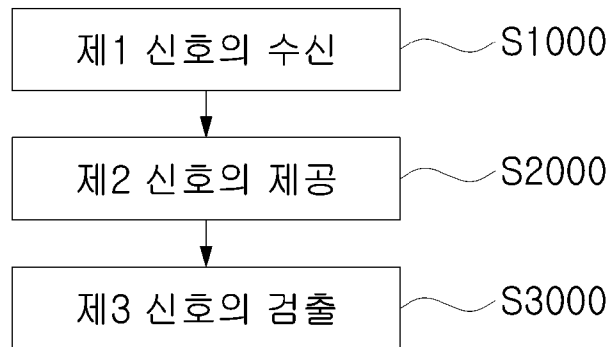 제1 신호의 수신 S1000
제2 신호의 제공 S2000
제3 신호의 검출 S3000